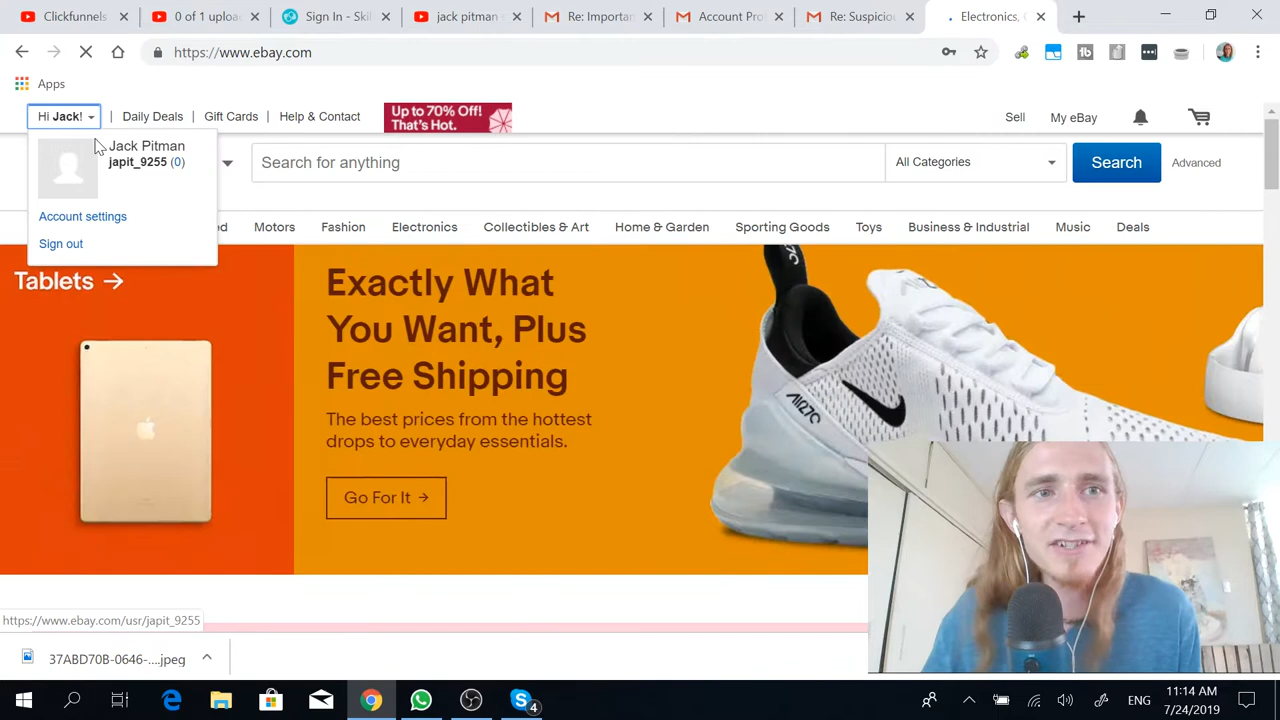 Clickfunnels
0 of 1 uploa
Sign In - Skil
jack pitman
Re: Importan
Account Pro
Re: Suspiciou
Electronics, C
https://www.ebay.com
Apps
Hi Jack!
Daily Deals
Gift Cards
Help & Contact
Up to 70% Off!
That's Hot.
Sell
My eBay
Jack Pitman
japit_9255 (0)
Account settings
Sign out
Search for anything
All Categories
Search
Advanced
ed
Motors
Fashion
Electronics
Collectibles & Art
Home & Garden
Sporting Goods
Toys
Business & Industrial
Music
Deals
Tablets →
Exactly What
You Want, Plus
Free Shipping
The best prices from the hottest
drops to everyday essentials.
Go For It →
AIR27C
https://www.ebay.com/usr/japit_9255
37ABD70B-0646-....jpeg
4
ENG
11:14 AM
7/24/2019